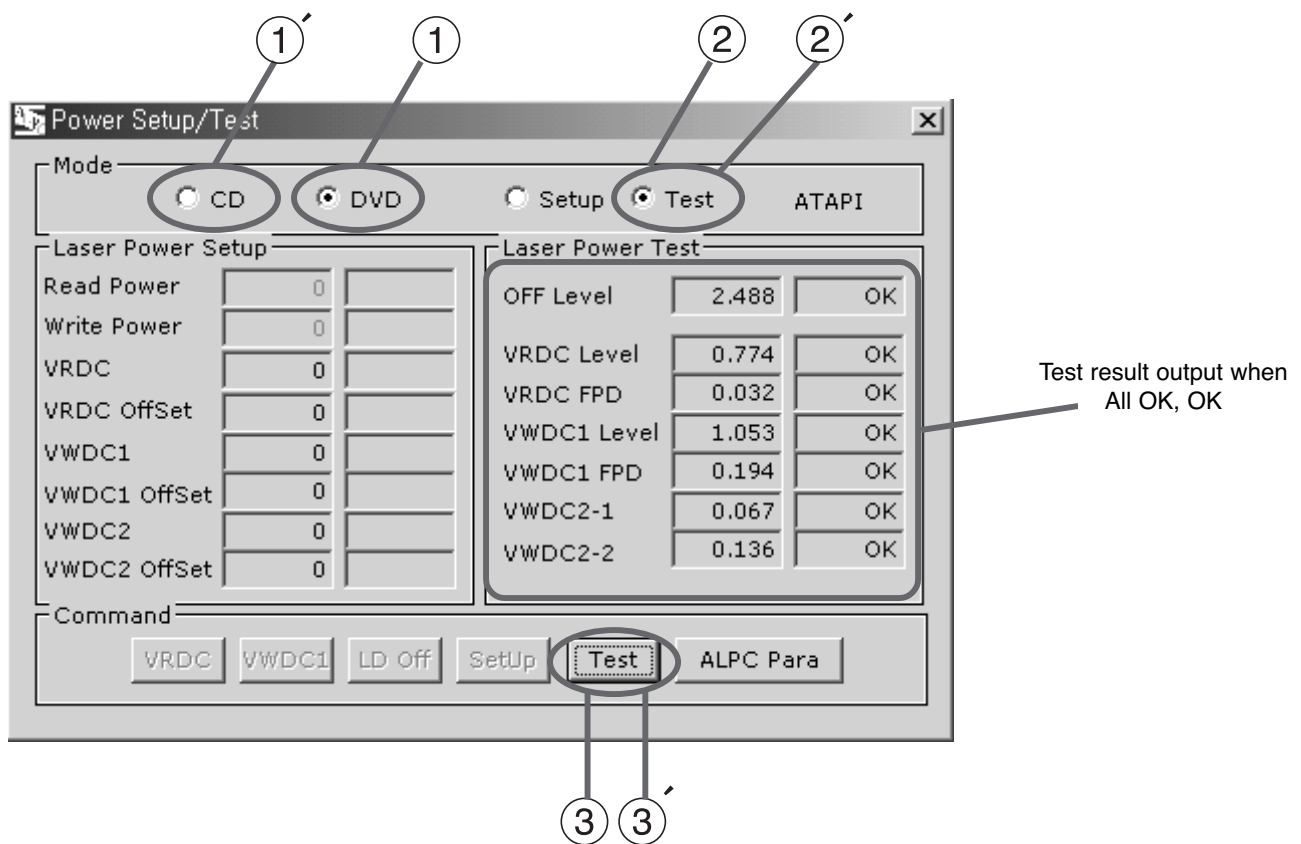 ①´ ① ② ②´
Power Setup/Test
Mode
CD DVD Setup Test ATAPI
Laser Power Setup
Read Power 0
Write Power 0
VRDC 0
VRDC OffSet 0
VWDC1 0
VWDC1 OffSet 0
VWDC2 0
VWDC2 OffSet 0
Laser Power Test
OFF Level 2.488 OK
VRDC Level 0.774 OK
VRDC FPD 0.032 OK
VWDC1 Level 1.053 OK
VWDC1 FPD 0.194 OK
VWDC2-1 0.067 OK
VWDC2-2 0.136 OK
Test result output when
All OK, OK
Command
VRDC VWDC1 LD Off SetUp Test ALPC Para
③ ③´